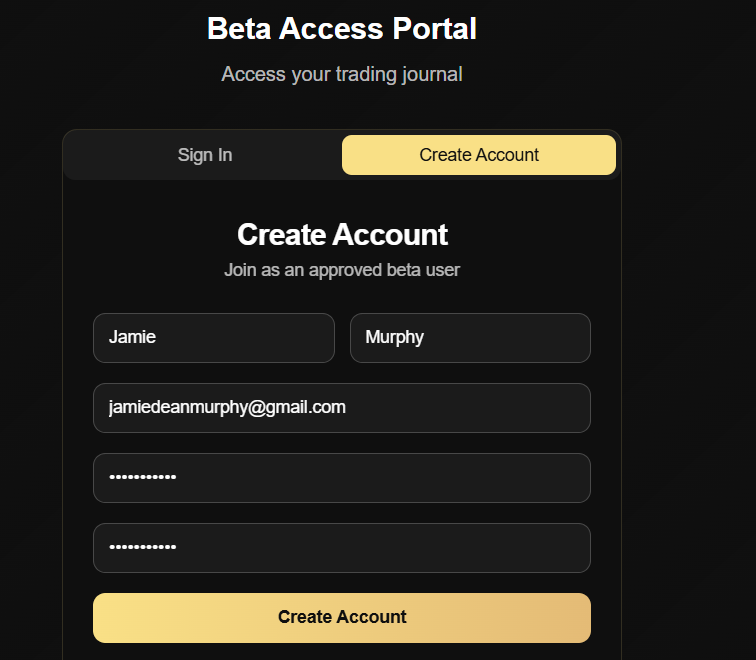 Beta Access Portal
Access your trading journal
Sign In Create Account
Create Account
Join as an approved beta user
Jamie Murphy
jamiedeanmurphy@gmail.com
•••••••••••
•••••••••••
Create Account